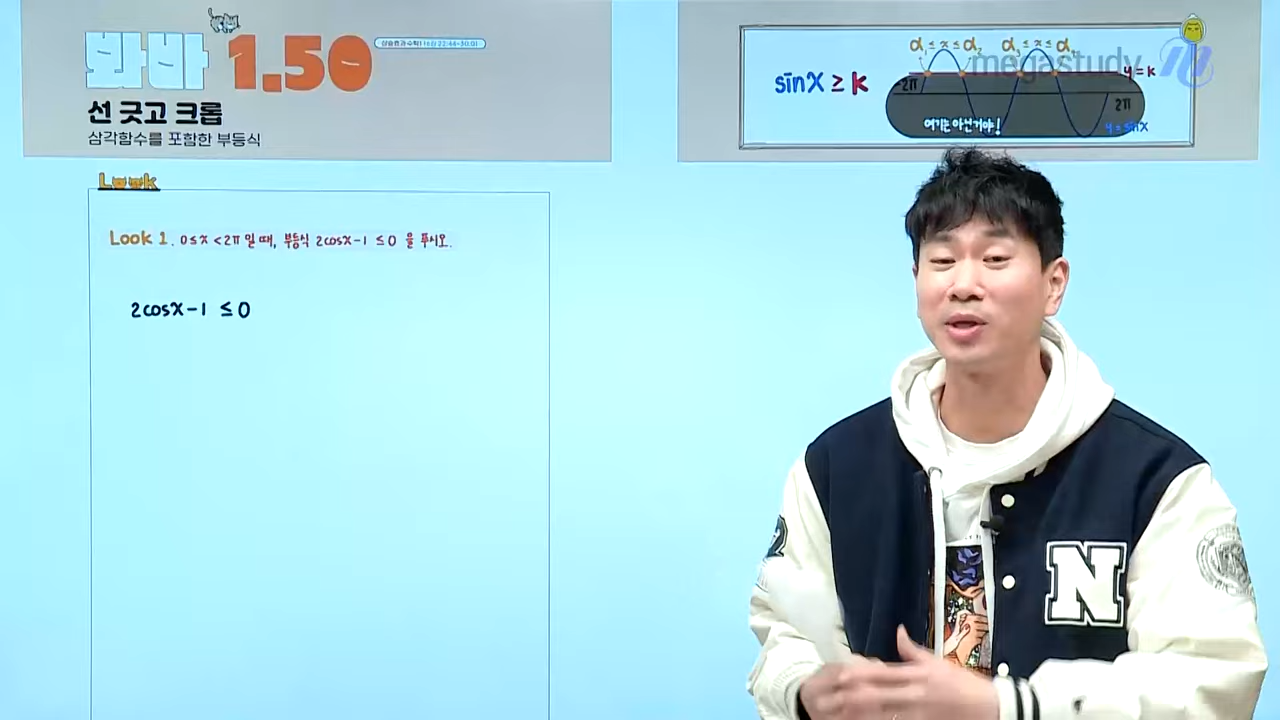 봐바 1.50
선 긋고 크롭
삼각함수를 포함한 부등식
Look
Look 1. 0≤x<2π 일 때, 부등식 2cosx-1 ≤0 을 푸시오.
2cosx-1 ≤0
α₁≤x≤α₂ α₃≤x≤α₄
megastudy
sinx ≥ k
y=k
-2π
2π
여기는 아닌거야!
y=sinx
N